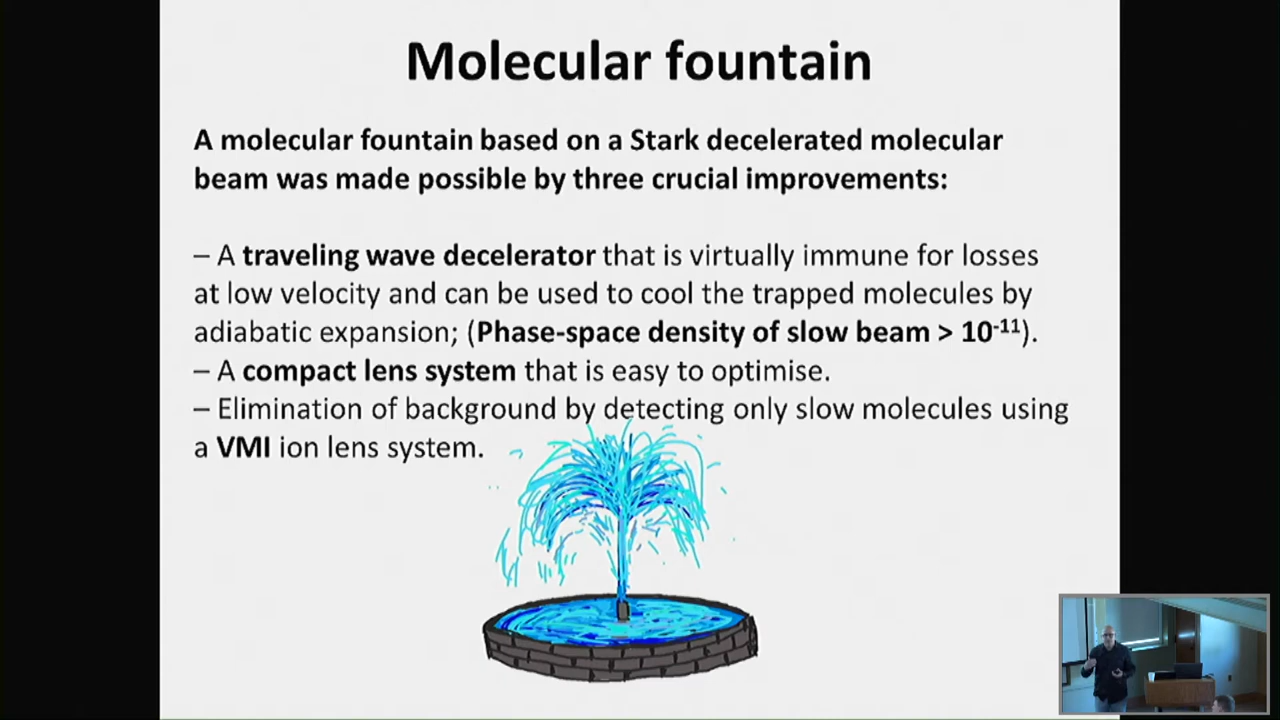 Molecular fountain
A molecular fountain based on a Stark decelerated molecular
beam was made possible by three crucial improvements:
– A traveling wave decelerator that is virtually immune for losses
at low velocity and can be used to cool the trapped molecules by
adiabatic expansion; (Phase-space density of slow beam > 10⁻¹¹).
– A compact lens system that is easy to optimise.
– Elimination of background by detecting only slow molecules using
a VMI ion lens system.